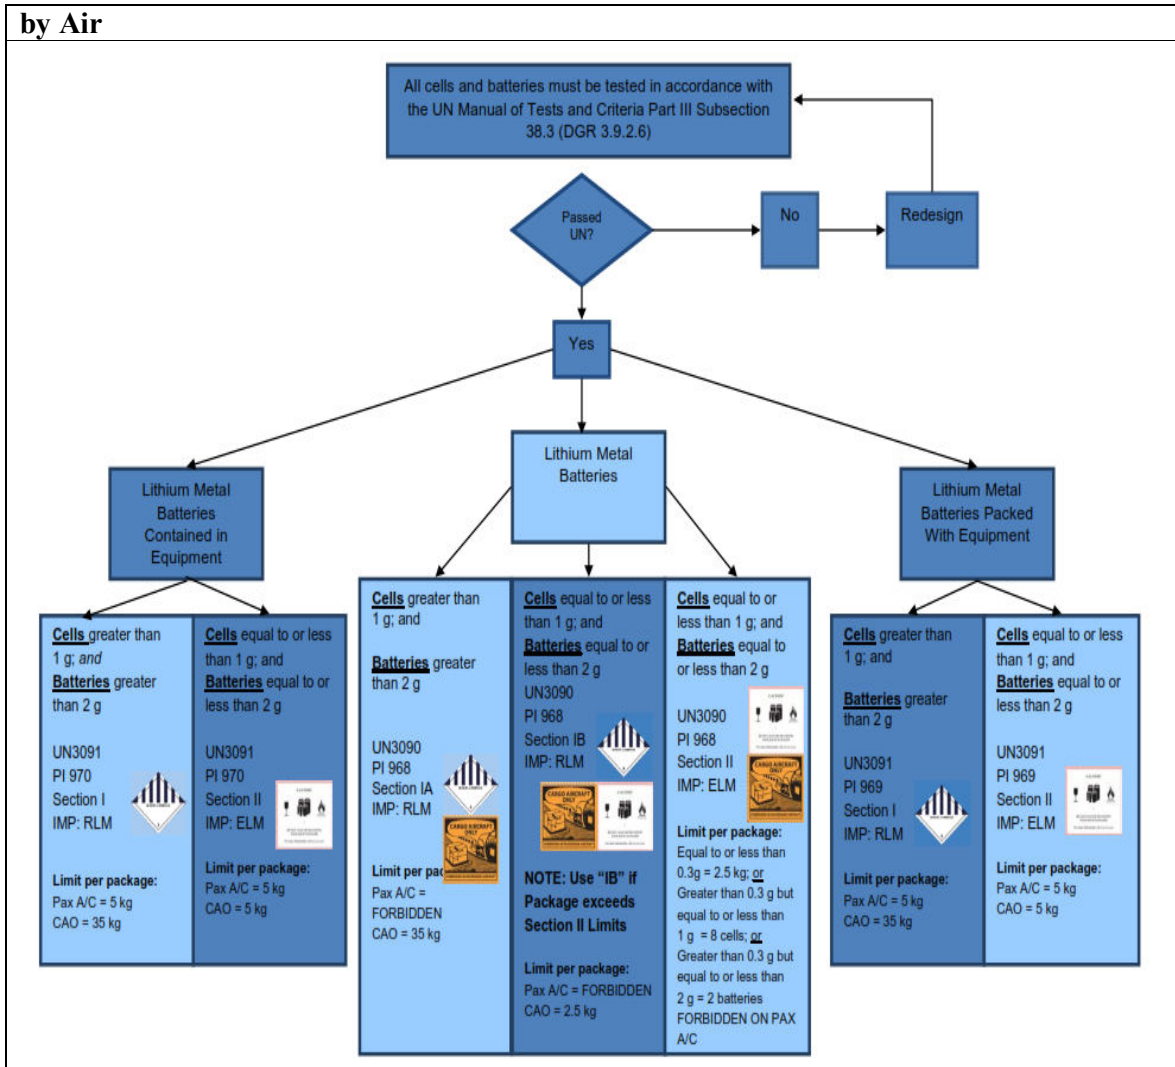 by Air
All cells and batteries must be tested in accordance with
the UN Manual of Tests and Criteria Part III Subsection
38.3 (DGR 3.9.2.6)
Passed
UN?
No
Redesign
Yes
Lithium Metal
Batteries
Contained in
Equipment
Lithium Metal
Batteries
Lithium Metal
Batteries Packed
With Equipment
Cells greater than
1 g; and
Batteries greater
than 2 g
UN3091
PI 970
Section I
IMP: RLM
Limit per package:
Pax A/C = 5 kg
CAO = 35 kg
Cells equal to or less
than 1 g; and
Batteries equal to or
less than 2 g
UN3091
PI 970
Section II
IMP: ELM
Limit per package:
Pax A/C = 5 kg
CAO = 5 kg
Cells greater than
1 g; and
Batteries greater
than 2 g
UN3090
PI 968
Section IA
IMP: RLM
CARGO AIRCRAFT
ONLY
Limit per pac
Pax A/C =
FORBIDDEN
CAO = 35 kg
Cells equal to or less
than 1 g; and
Batteries equal to or
less than 2 g
UN3090
PI 968
Section IB
IMP: RLM
CARGO AIRCRAFT
ONLY
NOTE: Use “IB” if
Package exceeds
Section II Limits
Limit per package:
Pax A/C = FORBIDDEN
CAO = 2.5 kg
Cells equal to or
less than 1 g; and
Batteries equal to
or less than 2 g
UN3090
PI 968
Section II
IMP: ELM
CARGO AIRCRAFT
ONLY
Limit per package:
Equal to or less than
0.3g = 2.5 kg; or
Greater than 0.3 g but
equal to or less than
1 g = 8 cells; or
Greater than 0.3 g but
equal to or less than
2 g = 2 batteries
FORBIDDEN ON PAX
A/C
Cells greater than
1 g; and
Batteries greater
than 2 g
UN3091
PI 969
Section I
IMP: RLM
Limit per package:
Pax A/C = 5 kg
CAO = 35 kg
Cells equal to or less
than 1 g; and
Batteries equal to or
less than 2 g
UN3091
PI 969
Section II
IMP: ELM
Limit per package:
Pax A/C = 5 kg
CAO = 5 kg